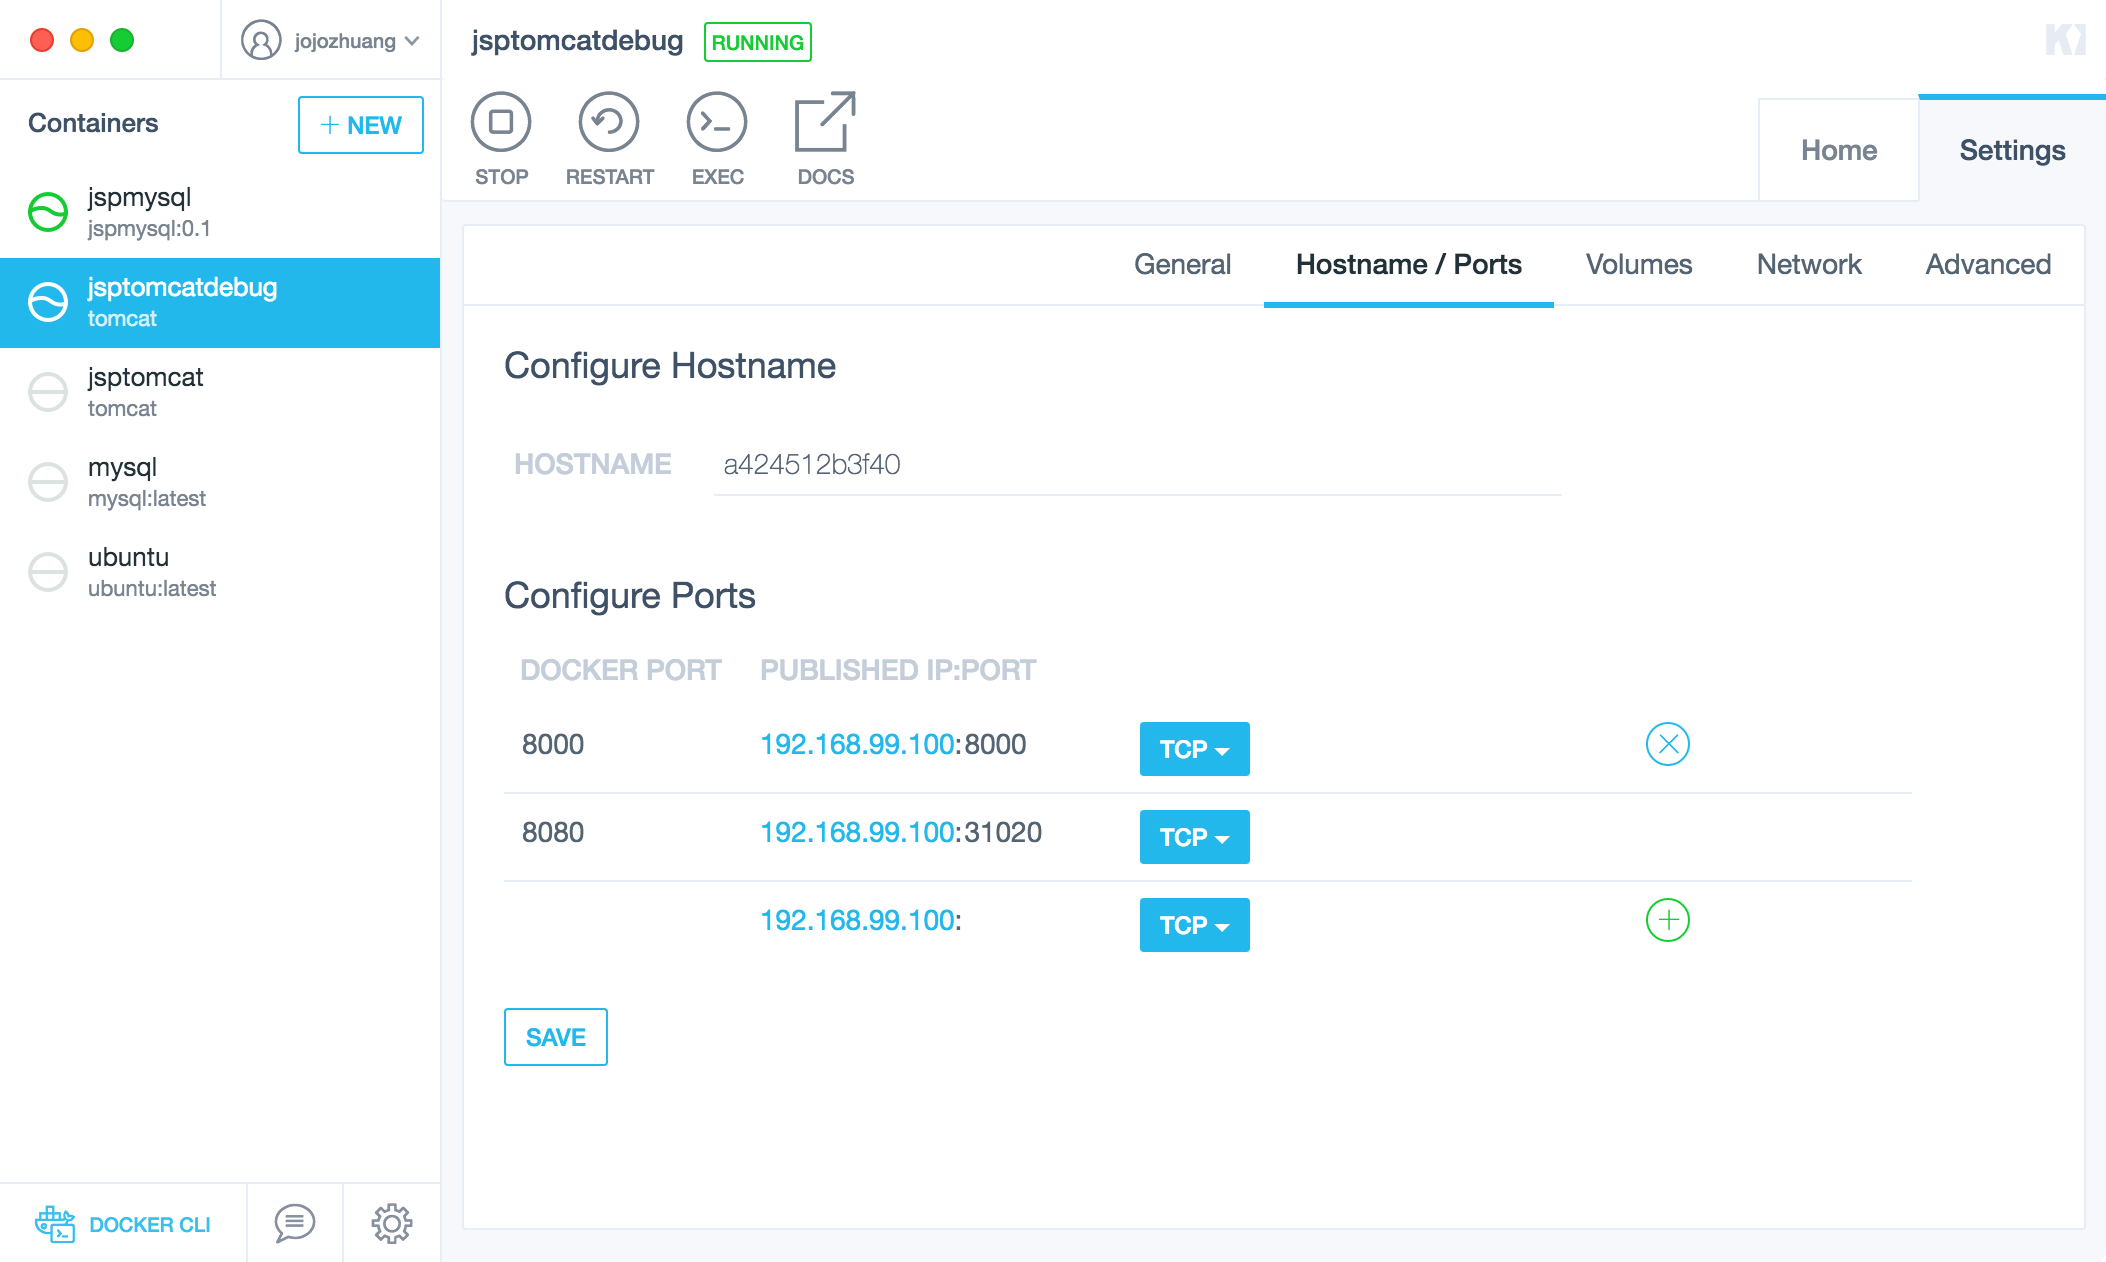 jojozhuang
jsptomcatdebug RUNNING
Containers
+ NEW
jspmysql
jspmysql:0.1
jsptomcatdebug
tomcat
jsptomcat
tomcat
mysql
mysql:latest
ubuntu
ubuntu:latest
DOCKER CLI
STOP RESTART EXEC DOCS
Home Settings
General Hostname / Ports Volumes Network Advanced
Configure Hostname
HOSTNAME a424512b3f40
Configure Ports
DOCKER PORT PUBLISHED IP:PORT
8000 192.168.99.100:8000 TCP
8080 192.168.99.100:31020 TCP
192.168.99.100: TCP
SAVE